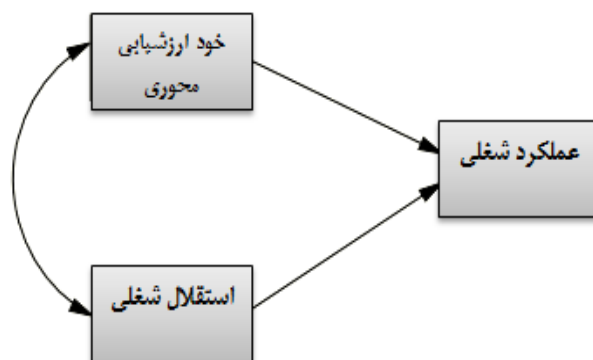 خود ارزشیابی
محوری
عملکرد شغلی
استقلال شغلی